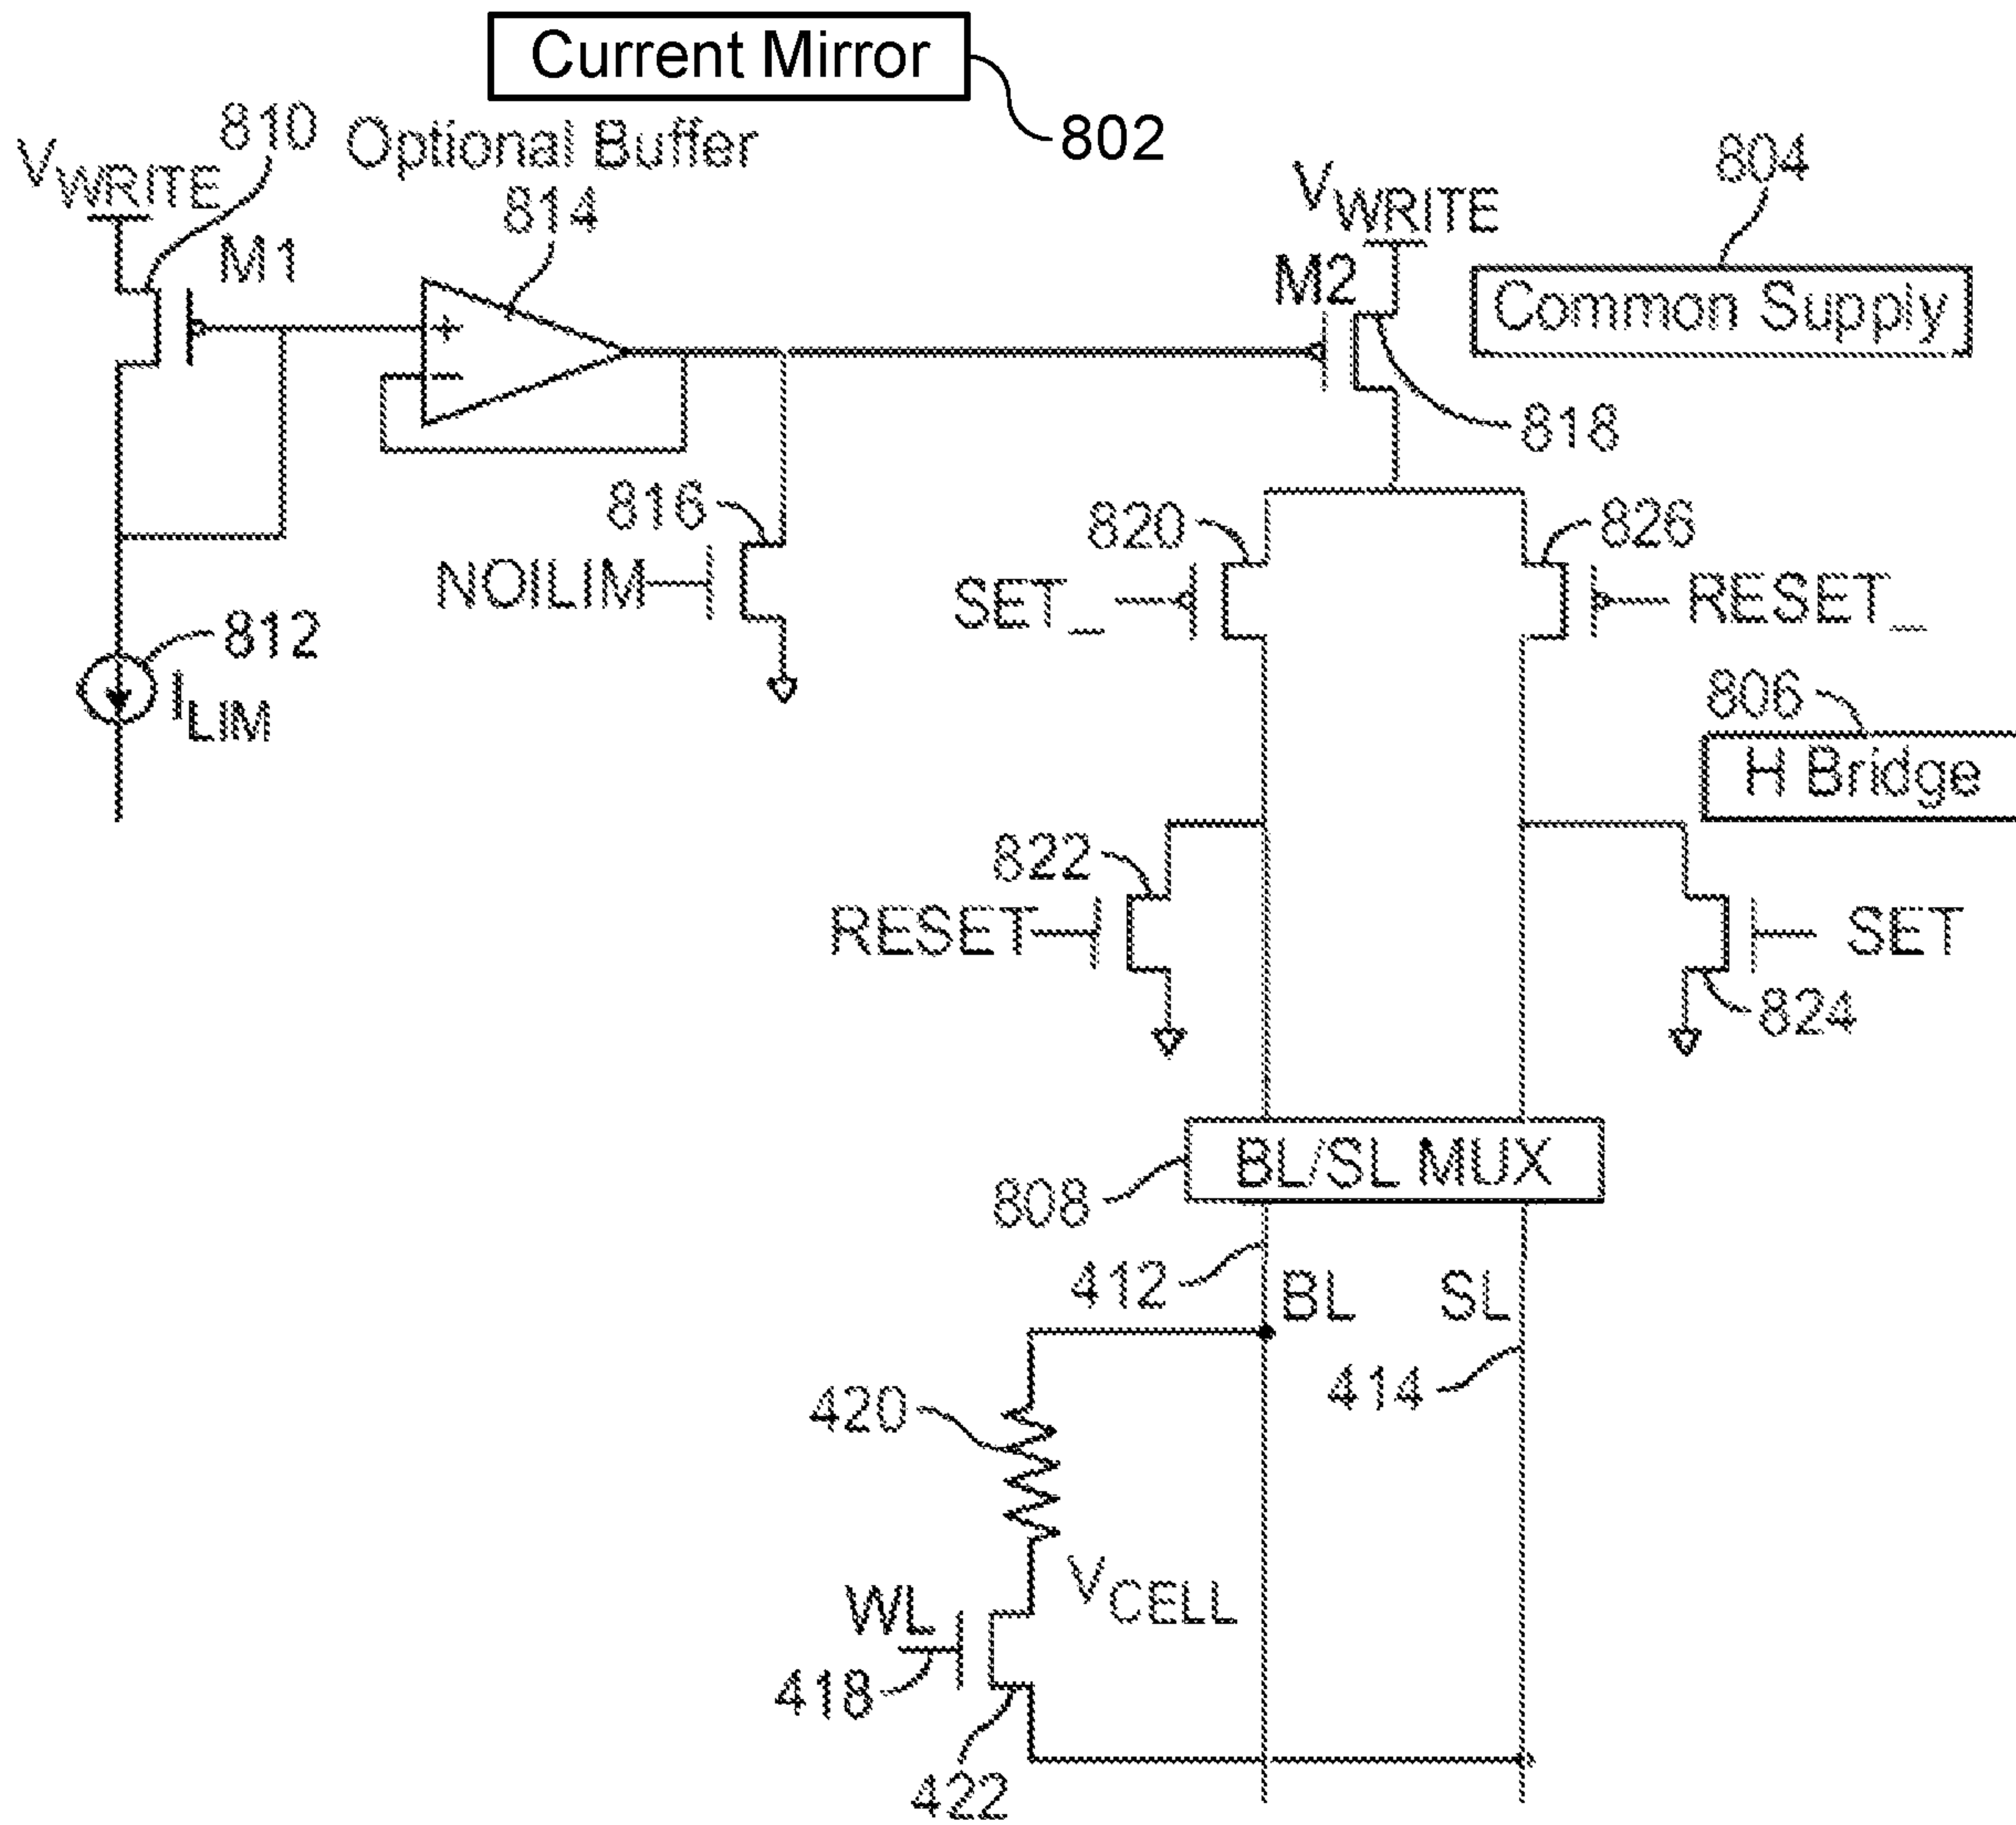 Current Mirror
802
810
Optional Buffer
VWRITE
814
M1
+
−
VWRITE
804
M2
Common Supply
818
816
NOILIM
820
826
SET_
RESET_
812
ILIM
806
H Bridge
822
RESET
SET
824
BL/SL MUX
808
412
BL
SL
414
420
VCELL
WL
418
422